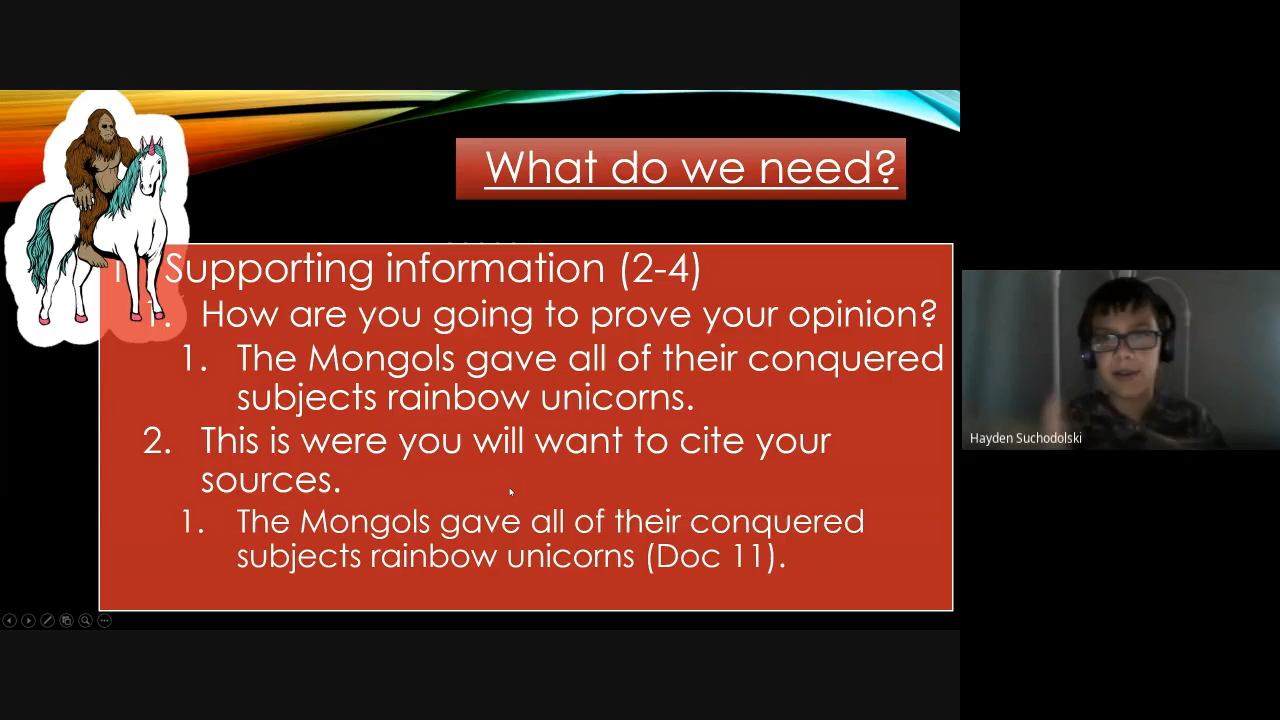 What do we need?
1. Supporting information (2-4)
1. How are you going to prove your opinion?
1. The Mongols gave all of their conquered
subjects rainbow unicorns.
2. This is were you will want to cite your
sources.
1. The Mongols gave all of their conquered
subjects rainbow unicorns (Doc 11).
Hayden Suchodolski